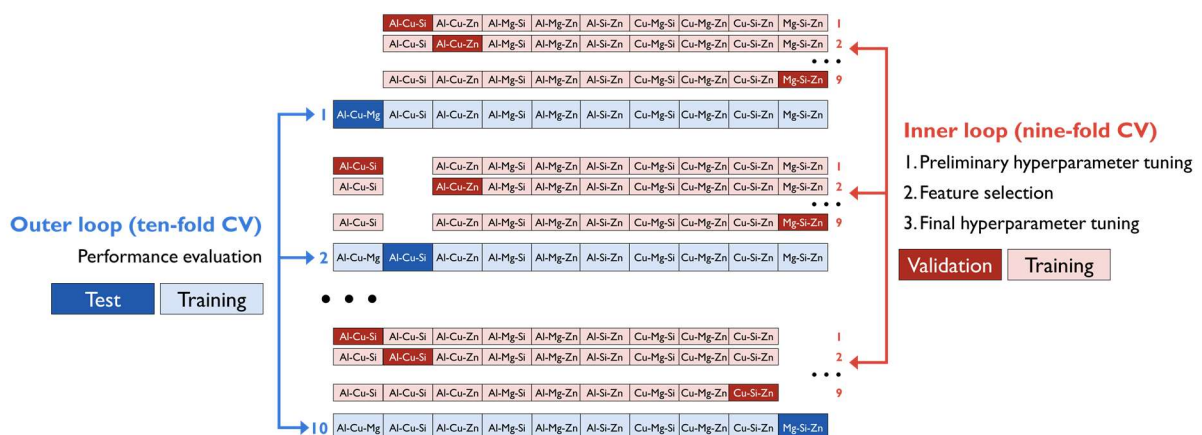 Al-Cu-Si Al-Cu-Zn Al-Mg-Si Al-Mg-Zn Al-Si-Zn Cu-Mg-Si Cu-Mg-Zn Cu-Si-Zn Mg-Si-Zn 1
Al-Cu-Si Al-Cu-Zn Al-Mg-Si Al-Mg-Zn Al-Si-Zn Cu-Mg-Si Cu-Mg-Zn Cu-Si-Zn Mg-Si-Zn 2
• • •
Al-Cu-Si Al-Cu-Zn Al-Mg-Si Al-Mg-Zn Al-Si-Zn Cu-Mg-Si Cu-Mg-Zn Cu-Si-Zn Mg-Si-Zn 9
1 Al-Cu-Mg Al-Cu-Si Al-Cu-Zn Al-Mg-Si Al-Mg-Zn Al-Si-Zn Cu-Mg-Si Cu-Mg-Zn Cu-Si-Zn Mg-Si-Zn
Al-Cu-Si Al-Cu-Zn Al-Mg-Si Al-Mg-Zn Al-Si-Zn Cu-Mg-Si Cu-Mg-Zn Cu-Si-Zn Mg-Si-Zn 1
Al-Cu-Si Al-Cu-Zn Al-Mg-Si Al-Mg-Zn Al-Si-Zn Cu-Mg-Si Cu-Mg-Zn Cu-Si-Zn Mg-Si-Zn 2
• • •
Al-Cu-Si Al-Cu-Zn Al-Mg-Si Al-Mg-Zn Al-Si-Zn Cu-Mg-Si Cu-Mg-Zn Cu-Si-Zn Mg-Si-Zn 9
2 Al-Cu-Mg Al-Cu-Si Al-Cu-Zn Al-Mg-Si Al-Mg-Zn Al-Si-Zn Cu-Mg-Si Cu-Mg-Zn Cu-Si-Zn Mg-Si-Zn
• • •
Al-Cu-Si Al-Cu-Si Al-Cu-Zn Al-Mg-Si Al-Mg-Zn Al-Si-Zn Cu-Mg-Si Cu-Mg-Zn Cu-Si-Zn 1
Al-Cu-Si Al-Cu-Si Al-Cu-Zn Al-Mg-Si Al-Mg-Zn Al-Si-Zn Cu-Mg-Si Cu-Mg-Zn Cu-Si-Zn 2
• • •
Al-Cu-Si Al-Cu-Si Al-Cu-Zn Al-Mg-Si Al-Mg-Zn Al-Si-Zn Cu-Mg-Si Cu-Mg-Zn Cu-Si-Zn 9
10 Al-Cu-Mg Al-Cu-Si Al-Cu-Zn Al-Mg-Si Al-Mg-Zn Al-Si-Zn Cu-Mg-Si Cu-Mg-Zn Cu-Si-Zn Mg-Si-Zn
Outer loop (ten-fold CV)
Performance evaluation
Test Training
Inner loop (nine-fold CV)
1. Preliminary hyperparameter tuning
2. Feature selection
3. Final hyperparameter tuning
Validation Training